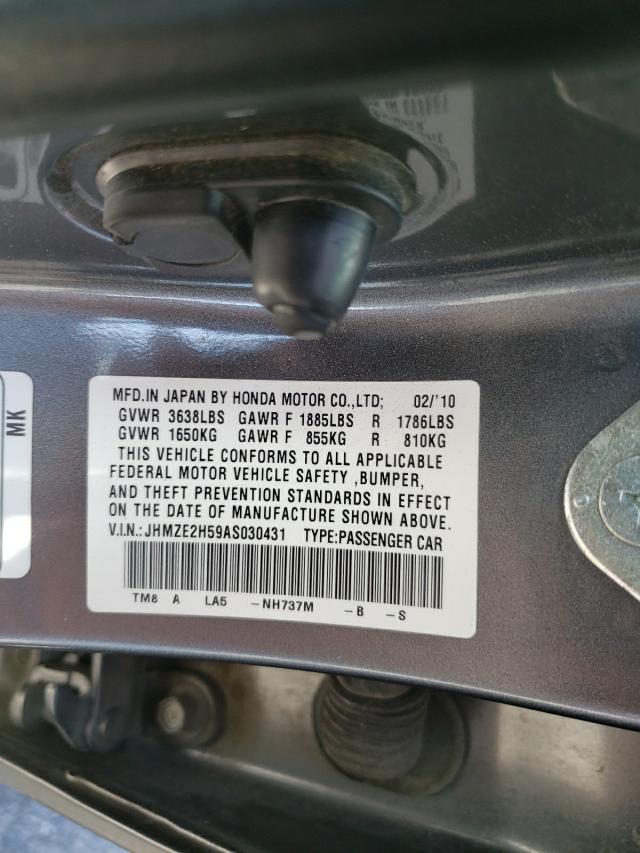 MFD.IN JAPAN BY HONDA MOTOR CO.,LTD; 02/'10
GVWR 3638LBS GAWR F 1885LBS R 1786LBS
GVWR 1650KG GAWR F 855KG R 810KG
THIS VEHICLE CONFORMS TO ALL APPLICABLE
FEDERAL MOTOR VEHICLE SAFETY ,BUMPER,
AND THEFT PREVENTION STANDARDS IN EFFECT
ON THE DATE OF MANUFACTURE SHOWN ABOVE.
V.I.N.:JHMZE2H59AS030431 TYPE:PASSENGER CAR
TM8 A LA5 -NH737M -B -S
MK